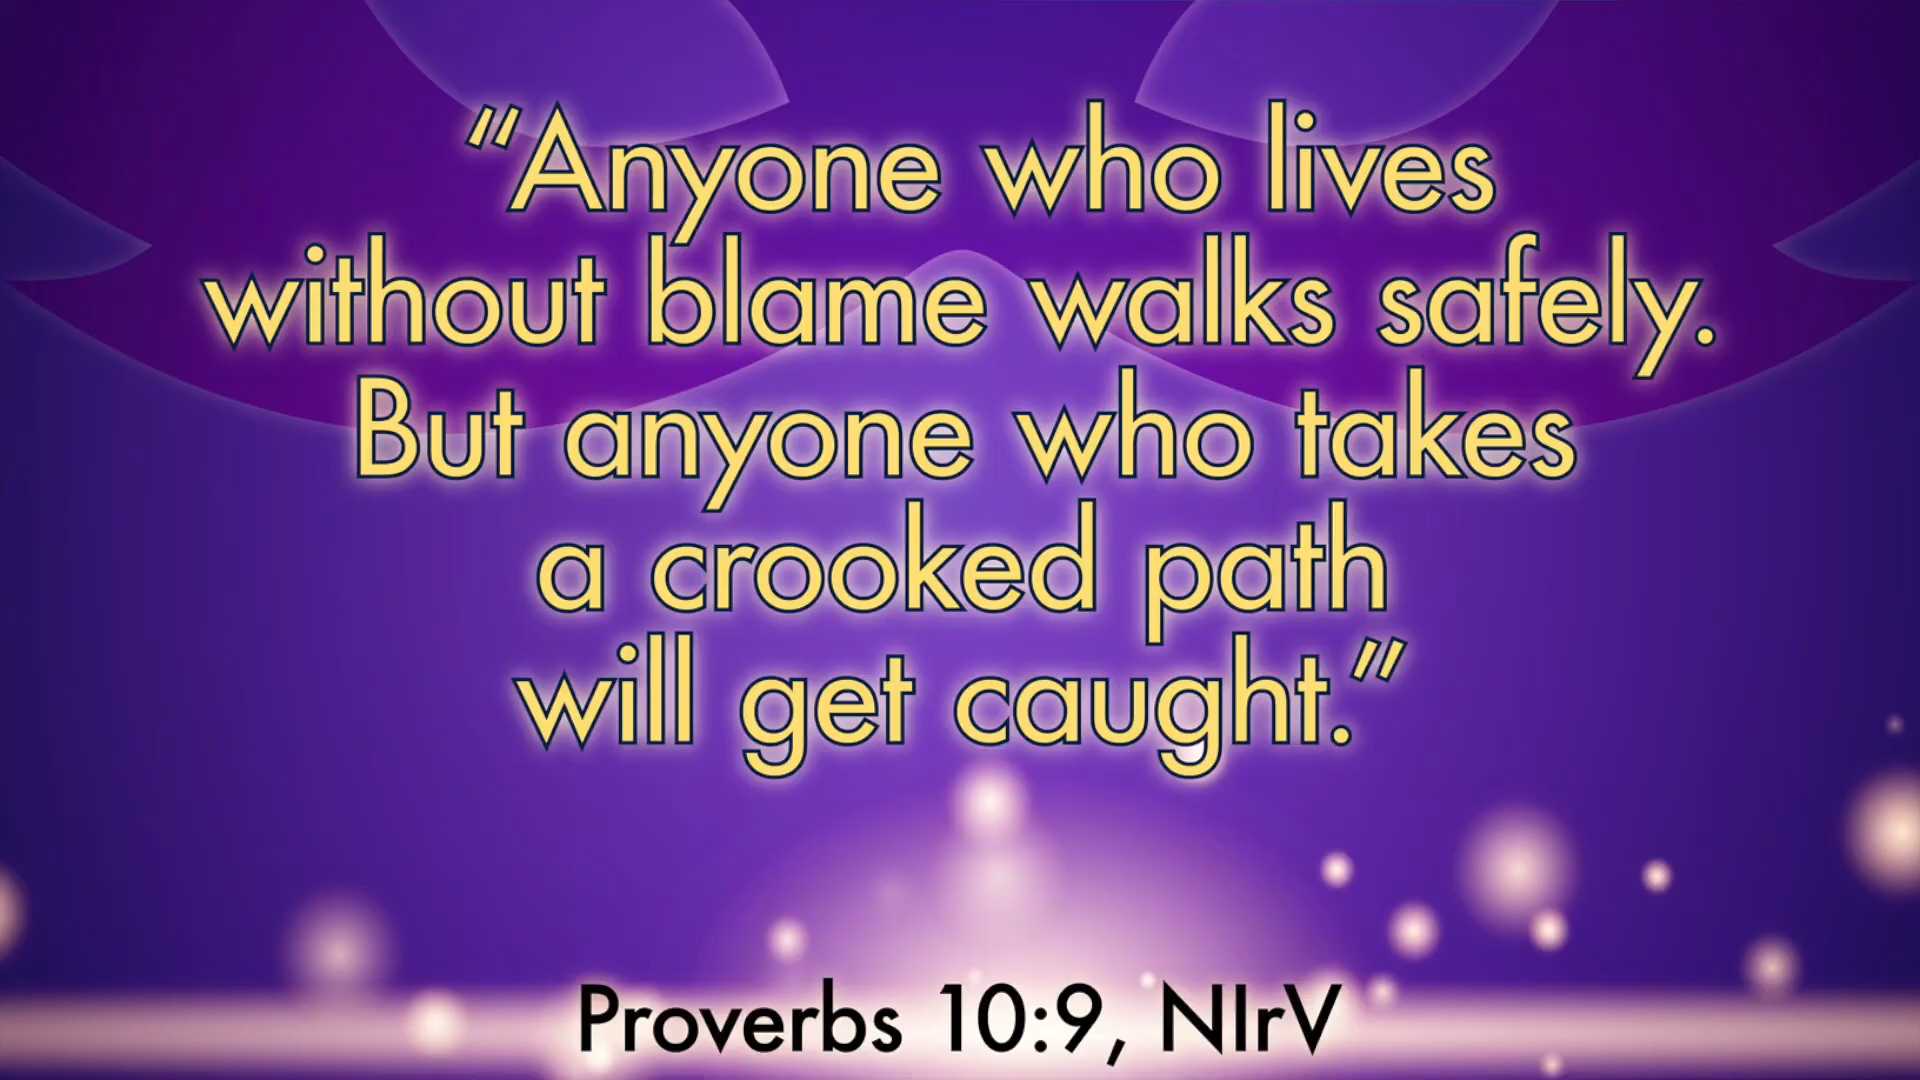 “Anyone who lives
without blame walks safely.
But anyone who takes
a crooked path
will get caught.”
Proverbs 10:9, NIrV